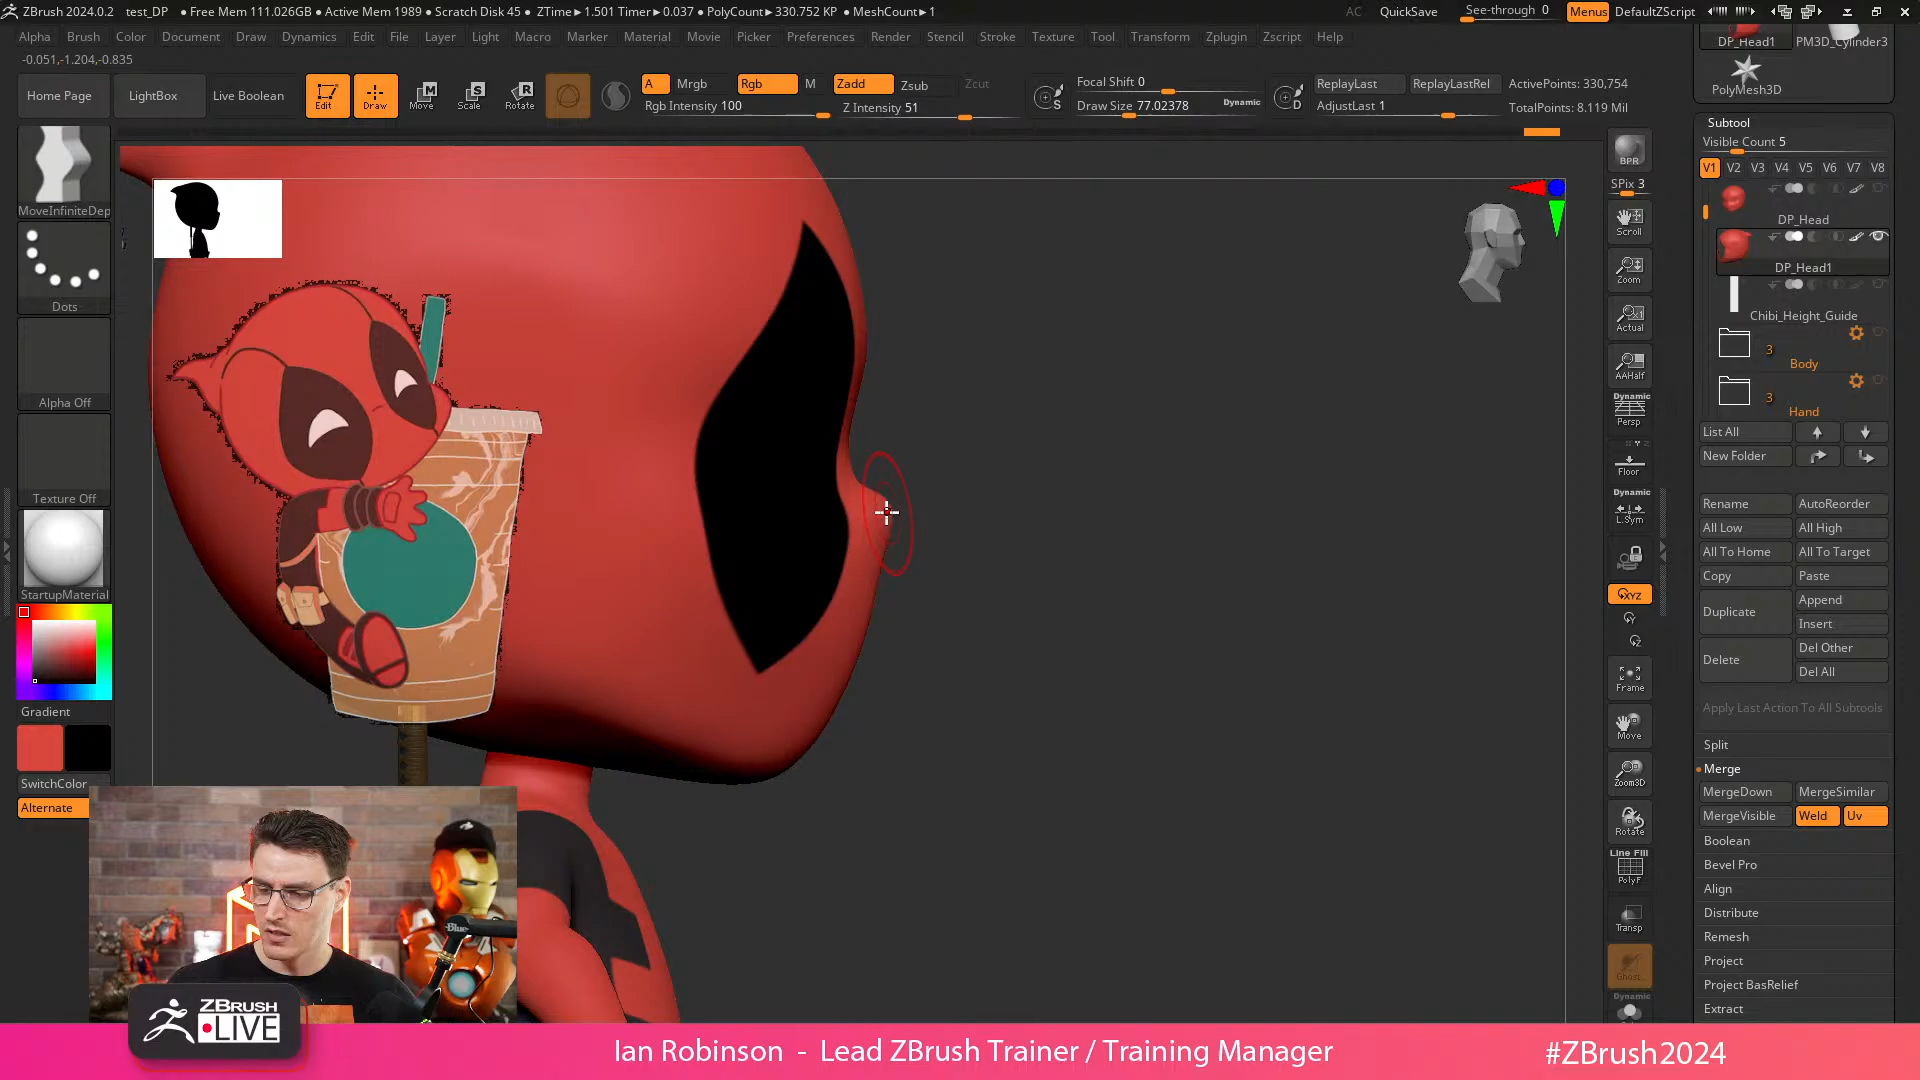 ZBrush 2024.0.2 test_DP ● Free Mem 111.026GB ● Active Mem 1989 ● Scratch Disk 45 ● ZTime►1.501 Timer►0.037 ● PolyCount►330.752 KP ● MeshCount►1
AC QuickSave See-through 0 Menus DefaultZScript
Alpha Brush Color Document Draw Dynamics Edit File Layer Light Macro Marker Material Movie Picker Preferences Render Stencil Stroke Texture Tool Transform Zplugin Zscript Help
-0.051,-1.204,-0.835
Home Page LightBox Live Boolean Edit Draw Move Scale Rotate
A Mrgb Rgb M Zadd Zsub Zcut
Rgb Intensity 100 Z Intensity 51
S Focal Shift 0
Draw Size 77.02378 Dynamic
D ReplayLast ReplayLastRel
AdjustLast 1
ActivePoints: 330,754
TotalPoints: 8.119 Mil
MoveInfiniteDep
Dots
Alpha Off
Texture Off
StartupMaterial
Gradient
SwitchColor
Alternate
BPR
SPix 3
Scroll
Zoom
Actual
AAHalf
Dynamic
Persp
Floor
Dynamic
L.Sym
XYZ
Frame
Move
Zoom3D
Rotate
Line Fill
PolyF
Transp
Ghost
Dynamic
DP_Head1 PM3D_Cylinder3
PolyMesh3D
Subtool
Visible Count 5
V1 V2 V3 V4 V5 V6 V7 V8
DP_Head
DP_Head1
Chibi_Height_Guide
3
Body
3
Hand
List All
New Folder
Rename AutoReorder
All Low All High
All To Home All To Target
Copy Paste
Duplicate Append
Insert
Delete Del Other
Del All
Apply Last Action To All Subtools
Split
Merge
MergeDown MergeSimilar
MergeVisible Weld Uv
Boolean
Bevel Pro
Align
Distribute
Remesh
Project
Project BasRelief
Extract
Blue
ZBRUSH
LIVE
Ian Robinson - Lead ZBrush Trainer / Training Manager
#ZBrush2024